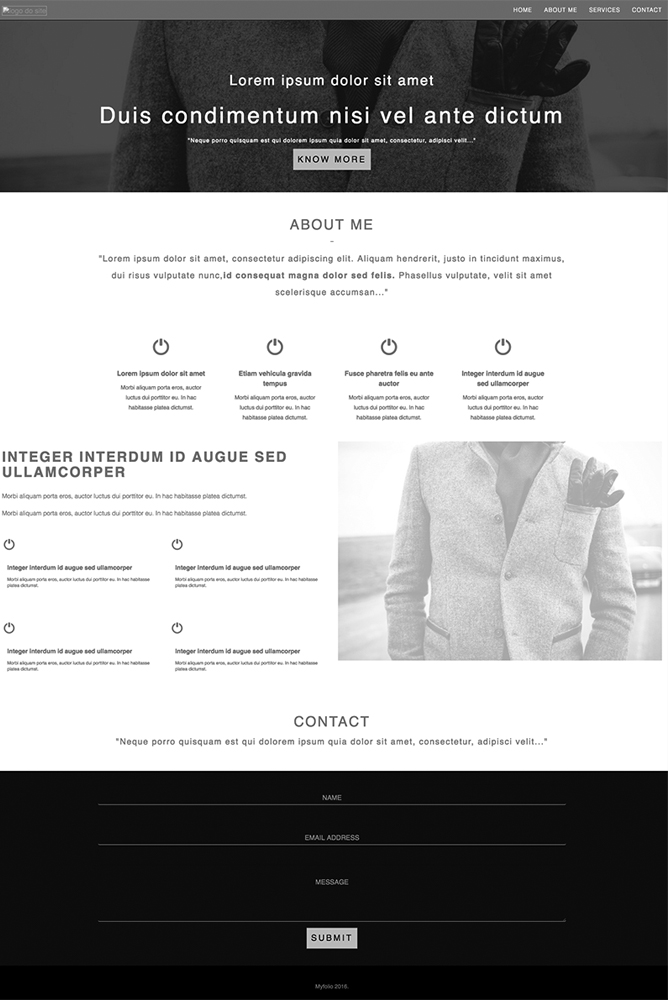 logo do site
HOME ABOUT ME SERVICES CONTACT
Lorem ipsum dolor sit amet
Duis condimentum nisi vel ante dictum
"Neque porro quisquam est qui dolorem ipsum quia dolor sit amet, consectetur, adipisci velit..."
KNOW MORE
ABOUT ME
–
"Lorem ipsum dolor sit amet, consectetur adipiscing elit. Aliquam hendrerit, justo in tincidunt maximus,
dui risus vulputate nunc,id consequat magna dolor sed felis. Phasellus vulputate, velit sit amet
scelerisque accumsan..."
Lorem ipsum dolor sit amet
Morbi aliquam porta eros, auctor
luctus dui porttitor eu. In hac
habitasse platea dictumst.
Etiam vehicula gravida
tempus
Morbi aliquam porta eros, auctor
luctus dui porttitor eu. In hac
habitasse platea dictumst.
Fusce pharetra felis eu ante
auctor
Morbi aliquam porta eros, auctor
luctus dui porttitor eu. In hac
habitasse platea dictumst.
Integer interdum id augue
sed ullamcorper
Morbi aliquam porta eros, auctor
luctus dui porttitor eu. In hac
habitasse platea dictumst.
INTEGER INTERDUM ID AUGUE SED
ULLAMCORPER
Morbi aliquam porta eros, auctor luctus dui porttitor eu. In hac habitasse platea dictumst.
Morbi aliquam porta eros, auctor luctus dui porttitor eu. In hac habitasse platea dictumst.
Integer interdum id augue sed ullamcorper
Morbi aliquam porta eros, auctor luctus dui porttitor eu. In hac habitasse
platea dictumst.
Integer interdum id augue sed ullamcorper
Morbi aliquam porta eros, auctor luctus dui porttitor eu. In hac habitasse
platea dictumst.
Integer interdum id augue sed ullamcorper
Morbi aliquam porta eros, auctor luctus dui porttitor eu. In hac habitasse
platea dictumst.
Integer interdum id augue sed ullamcorper
Morbi aliquam porta eros, auctor luctus dui porttitor eu. In hac habitasse
platea dictumst.
CONTACT
"Neque porro quisquam est qui dolorem ipsum quia dolor sit amet, consectetur, adipisci velit..."
NAME
EMAIL ADDRESS
MESSAGE
SUBMIT
Myfolio 2018.